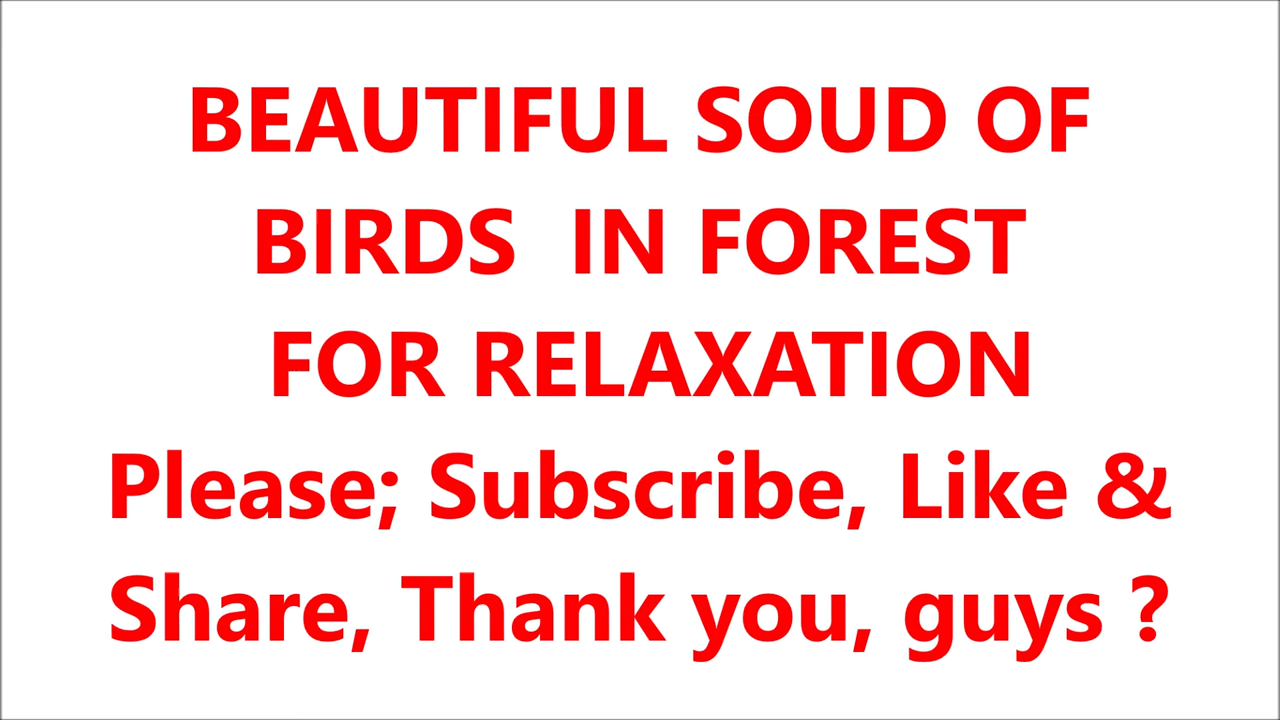 BEAUTIFUL SOUD OF
BIRDS  IN FOREST
FOR RELAXATION
Please; Subscribe, Like &
Share, Thank you, guys ?